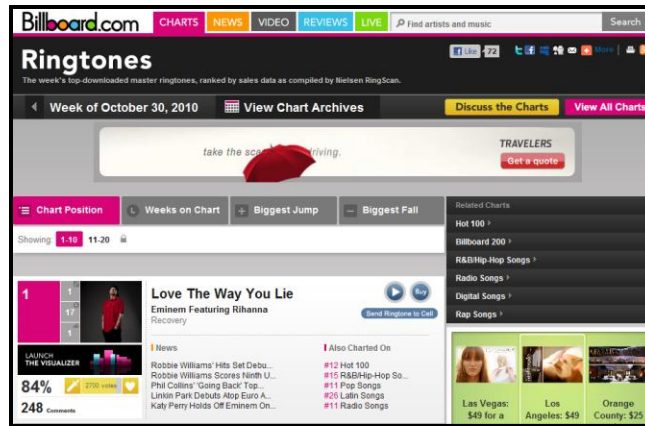 Billboard.com
CHARTS NEWS VIDEO REVIEWS LIVE Find artists and music Search
Ringtones
Like 72 More
The week's top-downloaded master ringtones, ranked by sales data as compiled by Nielsen RingScan.
Week of October 30, 2010 View Chart Archives Discuss the Charts View All Charts
take the driving.
TRAVELERS
Get a quote
Chart Position Weeks on Chart Biggest Jump Biggest Fall
Showing: 1-10 11-20
Related Charts
Hot 100
Billboard 200
R&B/Hip-Hop Songs
Radio Songs
Digital Songs
Rap Songs
1 1 17 1
Love The Way You Lie
Eminem Featuring Rihanna
Recovery
Buy
Send Ringtone to Cell
LAUNCH
THE VISUALIZER
84% 2790 votes
248 Comments
News
Robbie Williams' Hits Set Debu...
Robbie Williams Scores Ninth U...
Phil Collins' 'Going Back' Top...
Linkin Park Debuts Atop Euro A...
Katy Perry Holds Off Eminem On...
Also Charted On
#12 Hot 100
#15 R&B/Hip-Hop So...
#11 Pop Songs
#26 Latin Songs
#11 Radio Songs
Las Vegas:
$49 for a
Los
Angeles: $49
Orange
County: $25